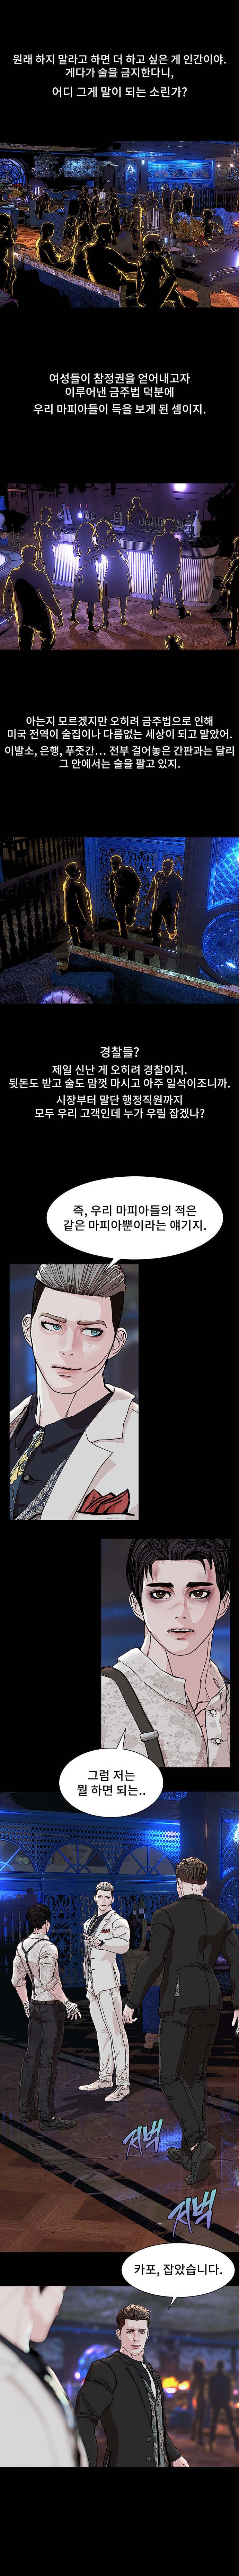 원래 하지 말라고 하면 더 하고 싶은 게 인간이야.
게다가 술을 금지한다니,
어디 그게 말이 되는 소린가?
여성들이 참정권을 얻어내고자
이루어낸 금주법 덕분에
우리 마피아들이 득을 보게 된 셈이지.
아는지 모르겠지만 오히려 금주법으로 인해
미국 전역이 술집이나 다름없는 세상이 되고 말았어.
이발소, 은행, 푸줏간... 전부 걸어놓은 간판과는 달리
그 안에서는 술을 팔고 있지.
경찰들?
제일 신난 게 오히려 경찰이지.
뒷돈도 받고 술도 맘껏 마시고 아주 일석이조니까.
시장부터 말단 행정직원까지
모두 우리 고객인데 누가 우릴 잡겠나?
즉, 우리 마피아들의 적은
같은 마피아뿐이라는 얘기지.
그럼 저는
뭘 하면 되는..
저벅
저벅
카포, 잡았습니다.